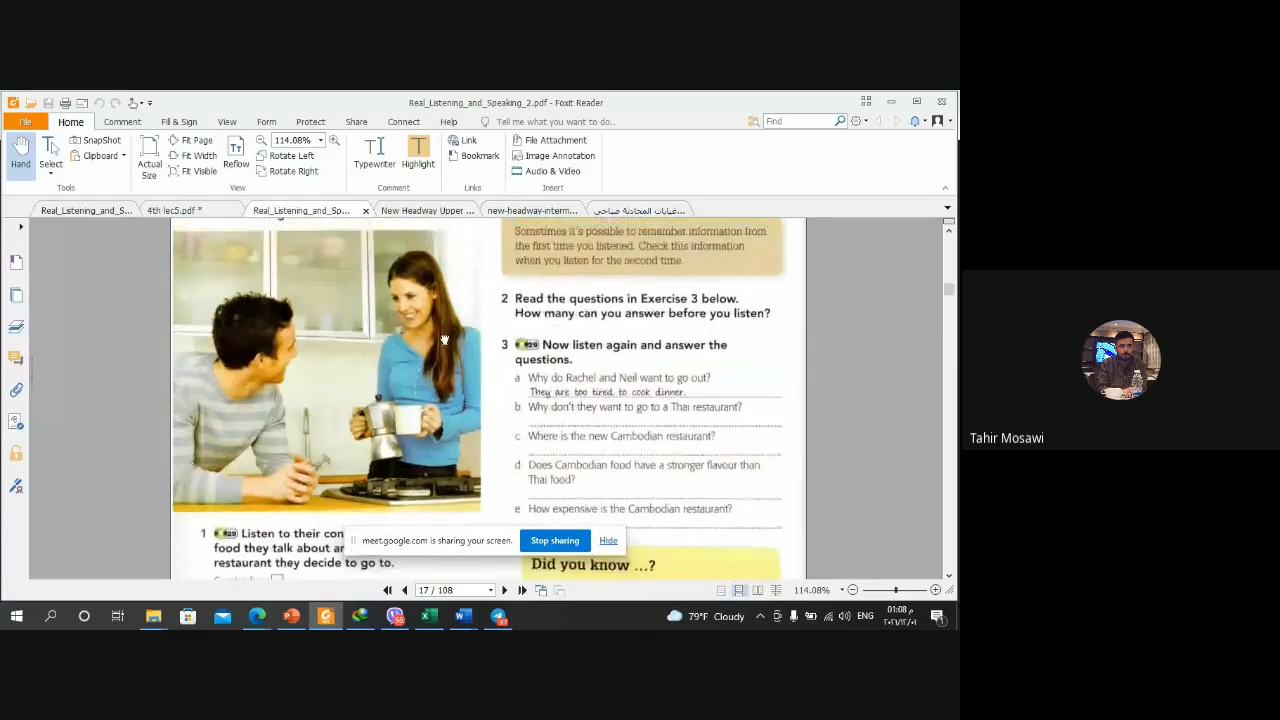 Real_Listening_and_Speaking_2.pdf - Foxit Reader
File Home Comment Fill & Sign View Form Protect Share Connect Help Tell me what you want to do.. Find
Hand
Select
SnapShot
Clipboard
Actual Size
Fit Page
Fit Width
Fit Visible
Reflow
114.08%
Rotate Left
Rotate Right
Typewriter
Highlight
Link
Bookmark
File Attachment
Image Annotation
Audio & Video
Tools View Comment Links Insert
Real_Listening_and_S... 4th lec5.pdf * Real_Listening_and_Sp... New Headway Upper ... new-headway-interm... غيابات المحادثة صباحي...
Sometimes it's possible to remember information from
the first time you listened. Check this information
when you listen for the second time.
2 Read the questions in Exercise 3 below.
How many can you answer before you listen?
3 29 Now listen again and answer the
questions.
a Why do Rachel and Neil want to go out?
They are too tired to cook dinner.
b Why don't they want to go to a Thai restaurant?
c Where is the new Cambodian restaurant?
d Does Cambodian food have a stronger flavour than
Thai food?
e How expensive is the Cambodian restaurant?
Did you know ...?
1 29 Listen to their con
food they talk about an
restaurant they decide to go to.
meet.google.com is sharing your screen. Stop sharing Hide
17 / 108
114.08%
79°F Cloudy
ENG
01:08 م
٢٠٢١/١٢/٠١
Tahir Mosawi